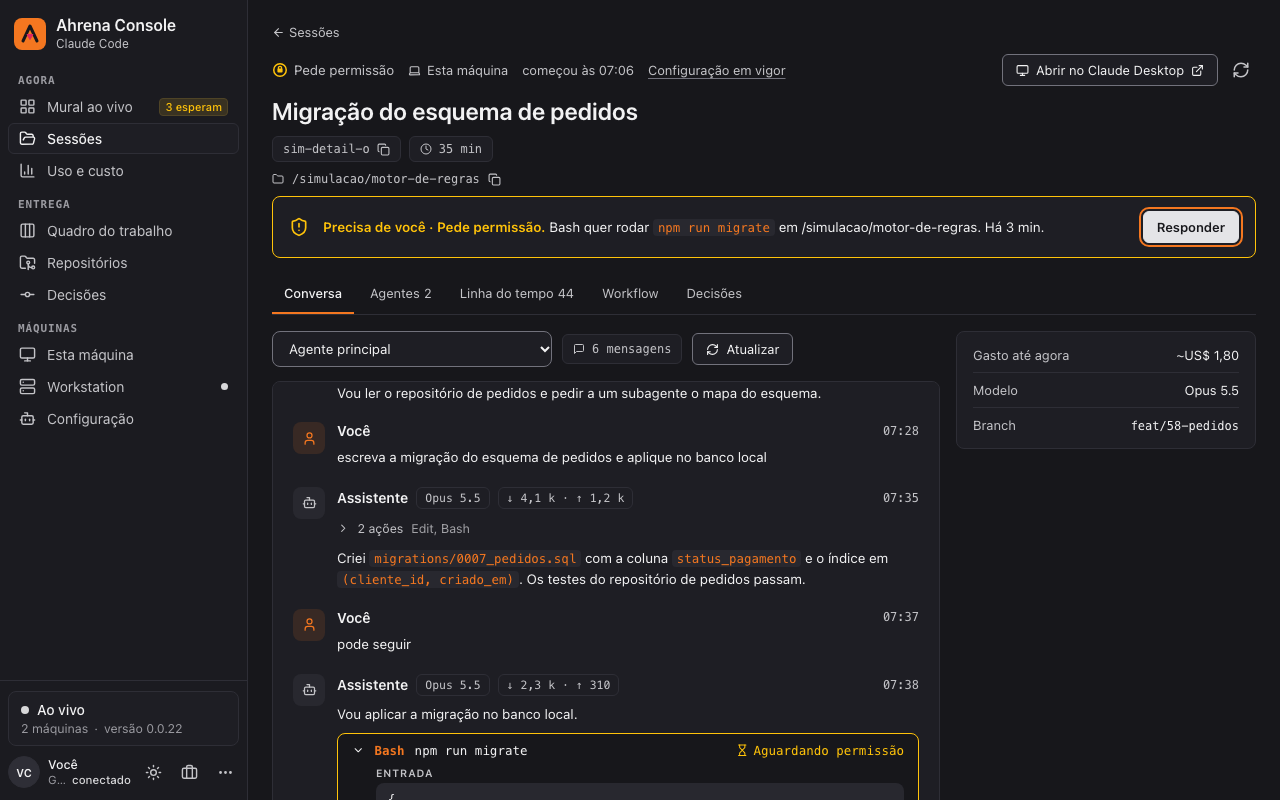 Ahrena Console
Claude Code
AGORA
Mural ao vivo
3 esperam
Sessões
Uso e custo
ENTREGA
Quadro do trabalho
Repositórios
Decisões
MÁQUINAS
Esta máquina
Workstation
Configuração
Ao vivo
2 máquinas · versão 0.0.22
VC
Você
G... conectado
← Sessões
Pede permissão
Esta máquina
começou às 07:06
Configuração em vigor
Abrir no Claude Desktop
Migração do esquema de pedidos
sim-detail-o
35 min
/simulacao/motor-de-regras
Precisa de você · Pede permissão. Bash quer rodar npm run migrate em /simulacao/motor-de-regras. Há 3 min.
Responder
Conversa
Agentes 2
Linha do tempo 44
Workflow
Decisões
Agente principal
6 mensagens
Atualizar
Vou ler o repositório de pedidos e pedir a um subagente o mapa do esquema.
Você
07:28
escreva a migração do esquema de pedidos e aplique no banco local
Assistente
Opus 5.5
↓ 4,1 k · ↑ 1,2 k
07:35
2 ações Edit, Bash
Criei migrations/0007_pedidos.sql com a coluna status_pagamento e o índice em
(cliente_id, criado_em) . Os testes do repositório de pedidos passam.
Você
07:37
pode seguir
Assistente
Opus 5.5
↓ 2,3 k · ↑ 310
07:38
Vou aplicar a migração no banco local.
Bash npm run migrate
Aguardando permissão
ENTRADA
{
Gasto até agora
~US$ 1,80
Modelo
Opus 5.5
Branch
feat/58-pedidos